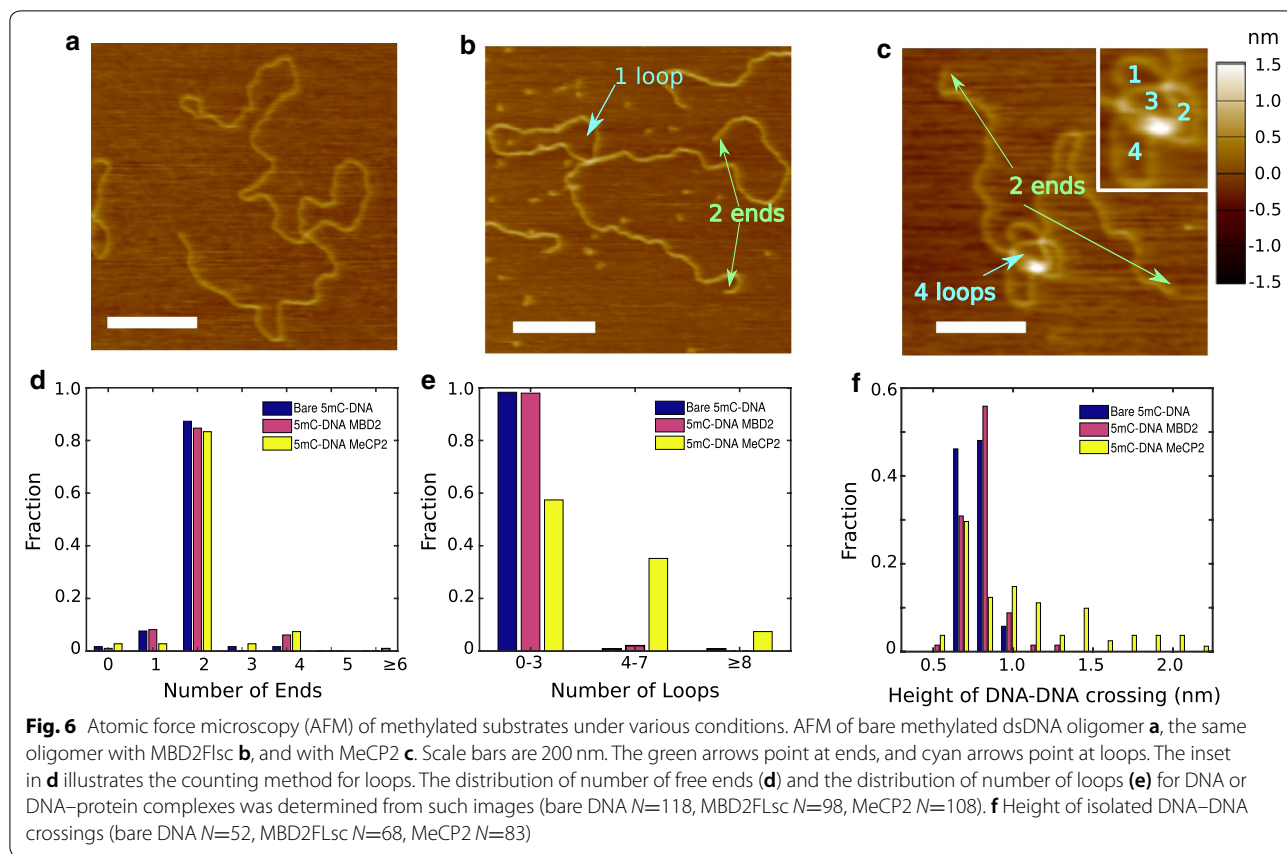 a
b
c
nm
1 loop
2 ends
2 ends
4 loops
1
3
2
4
1.5
1.0
0.5
0.0
-0.5
-1.0
-1.5
d
1.0
0.8
0.6
0.4
0.2
0
Fraction
Bare 5mC-DNA
5mC-DNA MBD2
5mC-DNA MeCP2
0 1 2 3 4 5 ≥6
Number of Ends
e
1.0
0.8
0.6
0.4
0.2
0
Fraction
Bare 5mC-DNA
5mC-DNA MBD2
5mC-DNA MeCP2
0-3 4-7 ≥8
Number of Loops
f
0.6
0.4
0.2
0
Fraction
Bare 5mC-DNA
5mC-DNA MBD2
5mC-DNA MeCP2
0.5 1.0 1.5 2.0
Height of DNA-DNA crossing (nm)
Fig. 6 Atomic force microscopy (AFM) of methylated substrates under various conditions. AFM of bare methylated dsDNA oligomer a, the same
oligomer with MBD2Flsc b, and with MeCP2 c. Scale bars are 200 nm. The green arrows point at ends, and cyan arrows point at loops. The inset
in d illustrates the counting method for loops. The distribution of number of free ends (d) and the distribution of number of loops (e) for DNA or
DNA–protein complexes was determined from such images (bare DNA N=118, MBD2FLsc N=98, MeCP2 N=108). f Height of isolated DNA–DNA
crossings (bare DNA N=52, MBD2FLsc N=68, MeCP2 N=83)